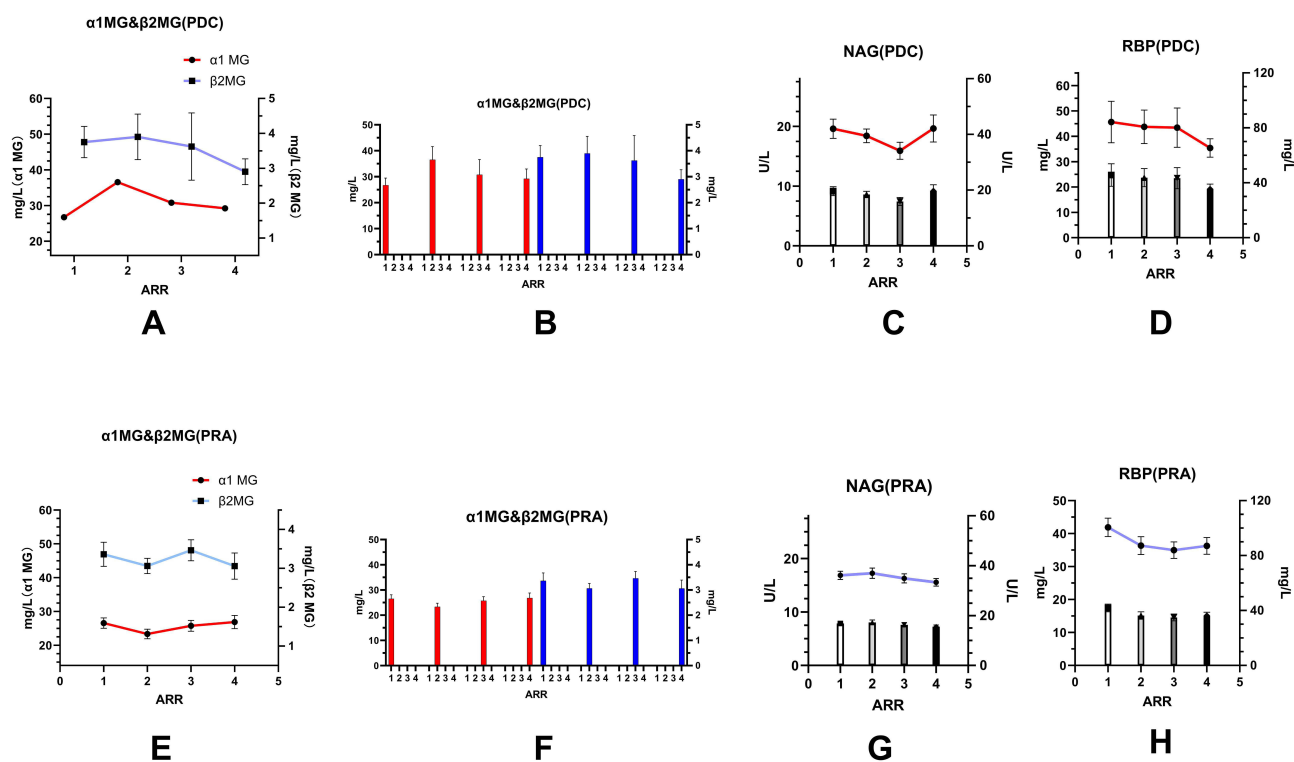 α1MG&β2MG(PDC)
α1 MG
β2MG
60
50
40
30
20
5
4
3
2
1
mg/L(α1 MG)
mg/L(β2 MG)
1 2 3 4
ARR
A
α1MG&β2MG(PDC)
50
40
30
20
10
0
5
4
3
2
1
0
mg/L
mg/L
1 2 3 4 1 2 3 4 1 2 3 4 1 2 3 4 1 2 3 4 1 2 3 4 1 2 3 4 1 2 3 4
ARR
B
NAG(PDC)
20
10
0
60
40
20
0
U/L
U/L
0 1 2 3 4 5
ARR
C
RBP(PDC)
60
50
40
30
20
10
0
120
80
40
0
mg/L
mg/L
0 1 2 3 4 5
ARR
D
α1MG&β2MG(PRA)
α1 MG
β2MG
60
50
40
30
20
4
3
2
1
mg/L(α1 MG)
mg/L(β2 MG)
0 1 2 3 4 5
ARR
E
α1MG&β2MG(PRA)
50
40
30
20
10
0
5
4
3
2
1
0
mg/L
mg/L
1 2 3 4 1 2 3 4 1 2 3 4 1 2 3 4 1 2 3 4 1 2 3 4 1 2 3 4 1 2 3 4
ARR
F
NAG(PRA)
20
10
0
60
40
20
0
U/L
U/L
0 1 2 3 4 5
ARR
G
RBP(PRA)
50
40
30
20
10
0
120
80
40
0
mg/L
mg/L
0 1 2 3 4 5
ARR
H